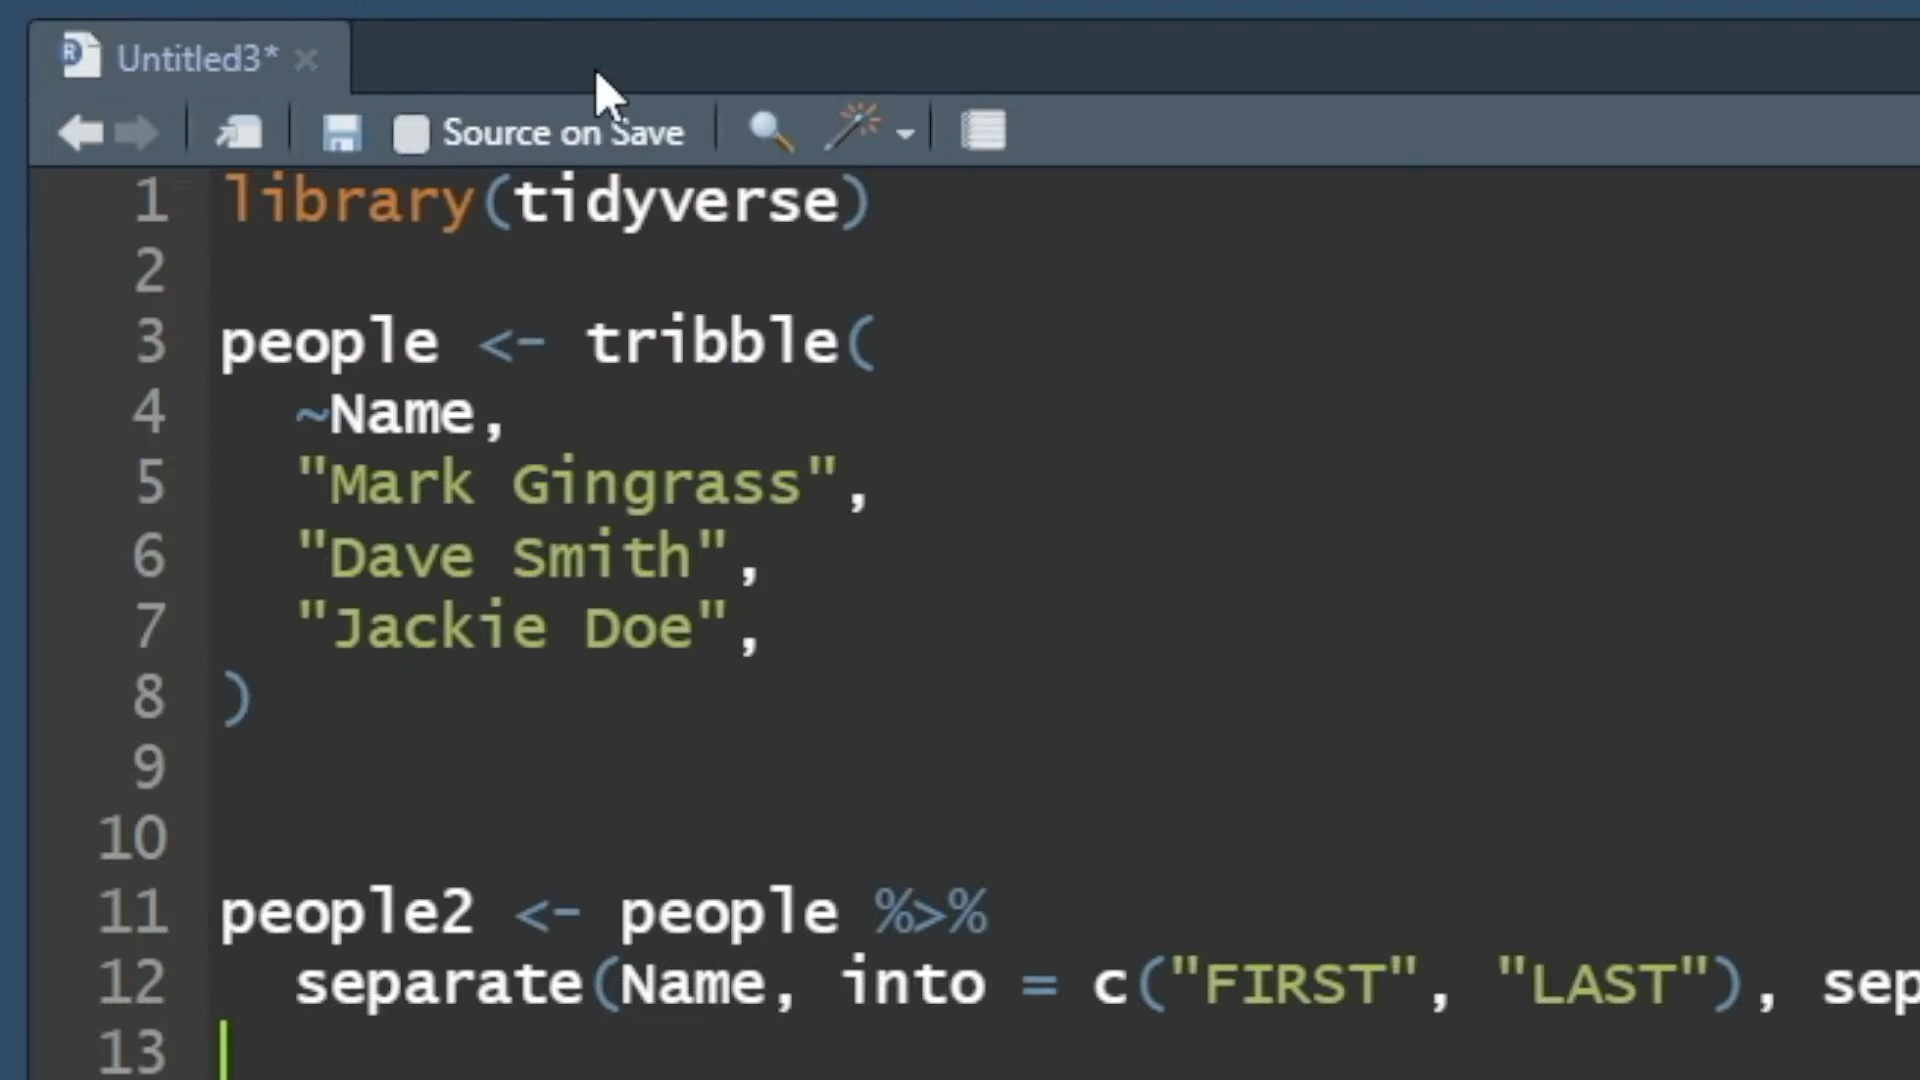 Untitled3*
Source on Save
1 library(tidyverse)
2
3 people <- tribble(
4   ~Name,
5   "Mark Gingrass",
6   "Dave Smith",
7   "Jackie Doe",
8 )
9
10
11 people2 <- people %>%
12   separate(Name, into = c("FIRST", "LAST"), sep
13